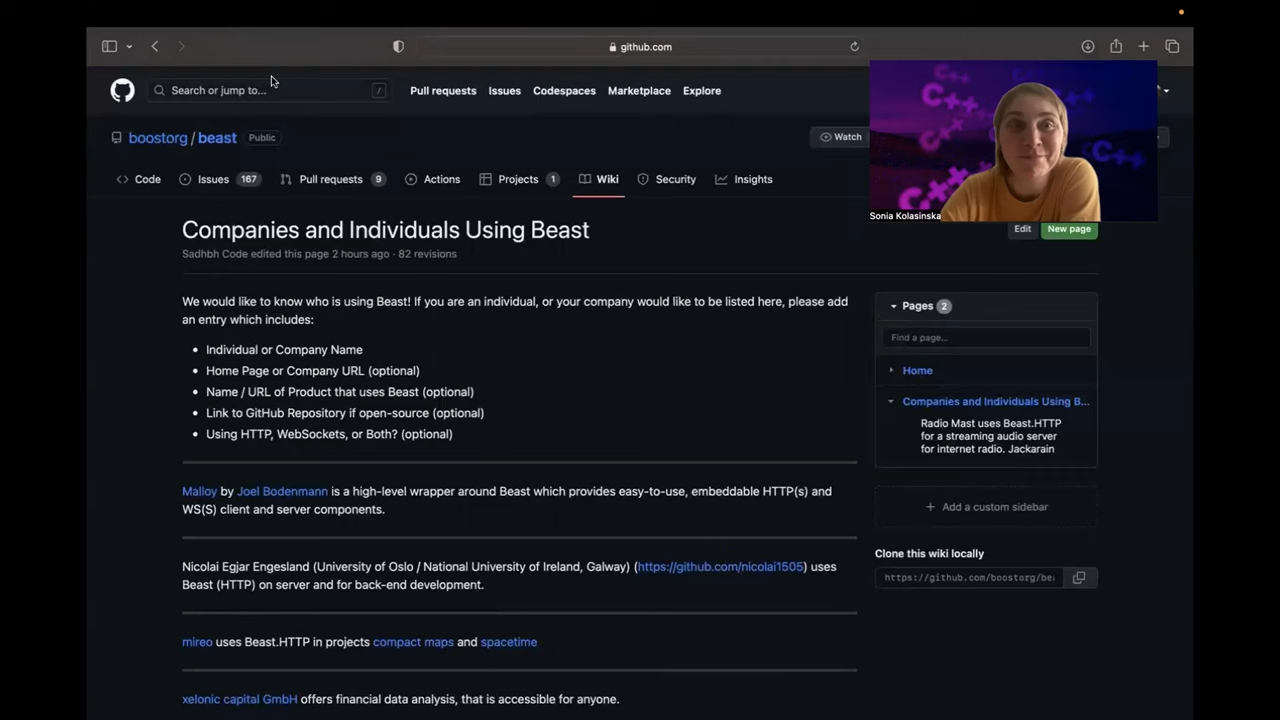 github.com
Search or jump to... /
Pull requests Issues Codespaces Marketplace Explore
boostorg / beast Public
Watch
Code Issues 167 Pull requests 9 Actions Projects 1 Wiki Security Insights
C++
C++
C++
Sonia Kolasinska
Companies and Individuals Using Beast
Sadhbh Code edited this page 2 hours ago · 82 revisions
Edit New page
We would like to know who is using Beast! If you are an individual, or your company would like to be listed here, please add
an entry which includes:
• Individual or Company Name
• Home Page or Company URL (optional)
• Name / URL of Product that uses Beast (optional)
• Link to GitHub Repository if open-source (optional)
• Using HTTP, WebSockets, or Both? (optional)
Malloy by Joel Bodenmann is a high-level wrapper around Beast which provides easy-to-use, embeddable HTTP(s) and
WS(S) client and server components.
Nicolai Egjar Engesland (University of Oslo / National University of Ireland, Galway) (https://github.com/nicolai1505) uses
Beast (HTTP) on server and for back-end development.
mireo uses Beast.HTTP in projects compact maps and spacetime
xelonic capital GmbH offers financial data analysis, that is accessible for anyone.
Pages 2
Find a page...
Home
Companies and Individuals Using B...
Radio Mast uses Beast.HTTP
for a streaming audio server
for internet radio. Jackarain
+ Add a custom sidebar
Clone this wiki locally
https://github.com/boostorg/be